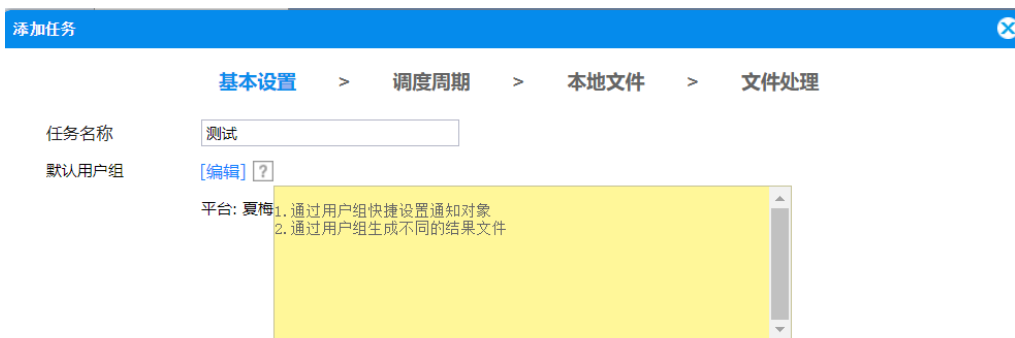 添加任务
基本设置 > 调度周期 > 本地文件 > 文件处理
任务名称 测试
默认用户组 [编辑] ?
平台: 夏梅
1.通过用户组快捷设置通知对象
2.通过用户组生成不同的结果文件